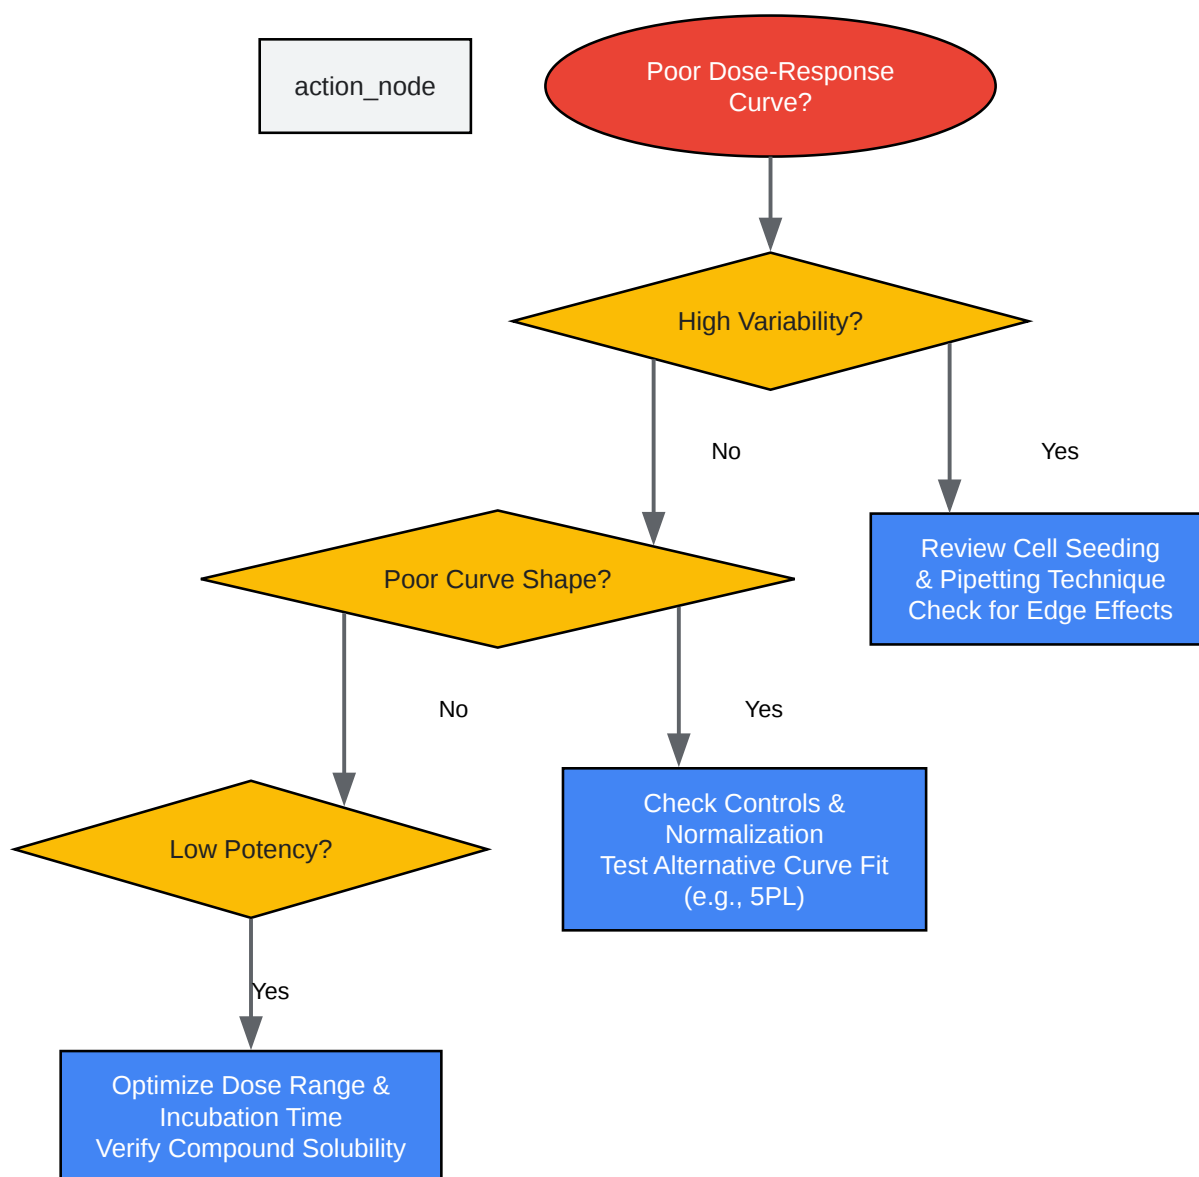 action_node
Poor Dose-Response
Curve?
High Variability?
No
Yes
Review Cell Seeding
& Pipetting Technique
Check for Edge Effects
Poor Curve Shape?
No
Yes
Check Controls &
Normalization
Test Alternative Curve Fit
(e.g., 5PL)
Low Potency?
Yes
Optimize Dose Range &
Incubation Time
Verify Compound Solubility